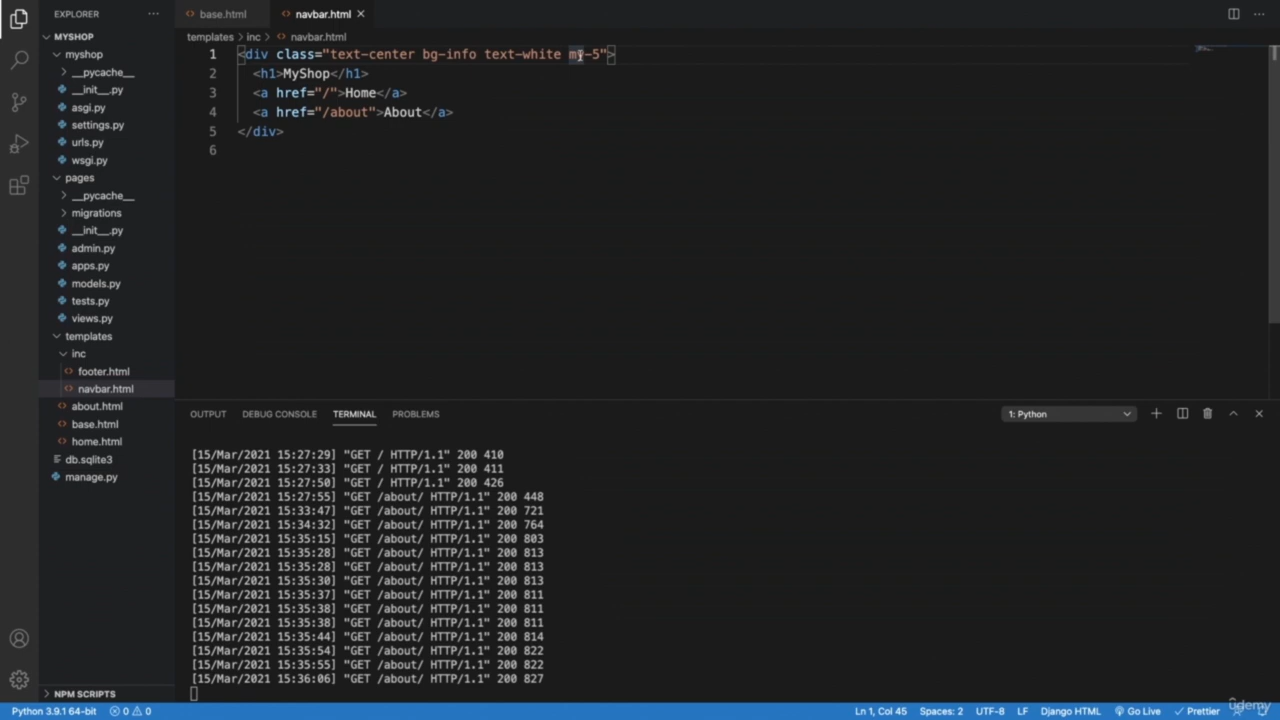 EXPLORER
MYSHOP
myshop
__pycache__
__init__.py
asgi.py
settings.py
urls.py
wsgi.py
pages
__pycache__
migrations
__init__.py
admin.py
apps.py
models.py
tests.py
views.py
templates
inc
footer.html
navbar.html
about.html
base.html
home.html
db.sqlite3
manage.py
NPM SCRIPTS
base.html navbar.html
templates > inc > navbar.html
1 <div class="text-center bg-info text-white my-5">
2 <h1>MyShop</h1>
3 <a href="/">Home</a>
4 <a href="/about">About</a>
5 </div>
6
OUTPUT DEBUG CONSOLE TERMINAL PROBLEMS 1: Python
[15/Mar/2021 15:27:29] "GET / HTTP/1.1" 200 410
[15/Mar/2021 15:27:33] "GET / HTTP/1.1" 200 411
[15/Mar/2021 15:27:50] "GET / HTTP/1.1" 200 426
[15/Mar/2021 15:27:55] "GET /about/ HTTP/1.1" 200 448
[15/Mar/2021 15:33:47] "GET /about/ HTTP/1.1" 200 721
[15/Mar/2021 15:34:32] "GET /about/ HTTP/1.1" 200 764
[15/Mar/2021 15:35:15] "GET /about/ HTTP/1.1" 200 803
[15/Mar/2021 15:35:28] "GET /about/ HTTP/1.1" 200 813
[15/Mar/2021 15:35:28] "GET /about/ HTTP/1.1" 200 813
[15/Mar/2021 15:35:30] "GET /about/ HTTP/1.1" 200 813
[15/Mar/2021 15:35:37] "GET /about/ HTTP/1.1" 200 811
[15/Mar/2021 15:35:38] "GET /about/ HTTP/1.1" 200 811
[15/Mar/2021 15:35:38] "GET /about/ HTTP/1.1" 200 811
[15/Mar/2021 15:35:44] "GET /about/ HTTP/1.1" 200 814
[15/Mar/2021 15:35:54] "GET /about/ HTTP/1.1" 200 822
[15/Mar/2021 15:35:55] "GET /about/ HTTP/1.1" 200 822
[15/Mar/2021 15:36:06] "GET /about/ HTTP/1.1" 200 827
Python 3.9.1 64-bit 0 0 Ln 1, Col 45 Spaces: 2 UTF-8 LF Django HTML Go Live Prettier
udemy